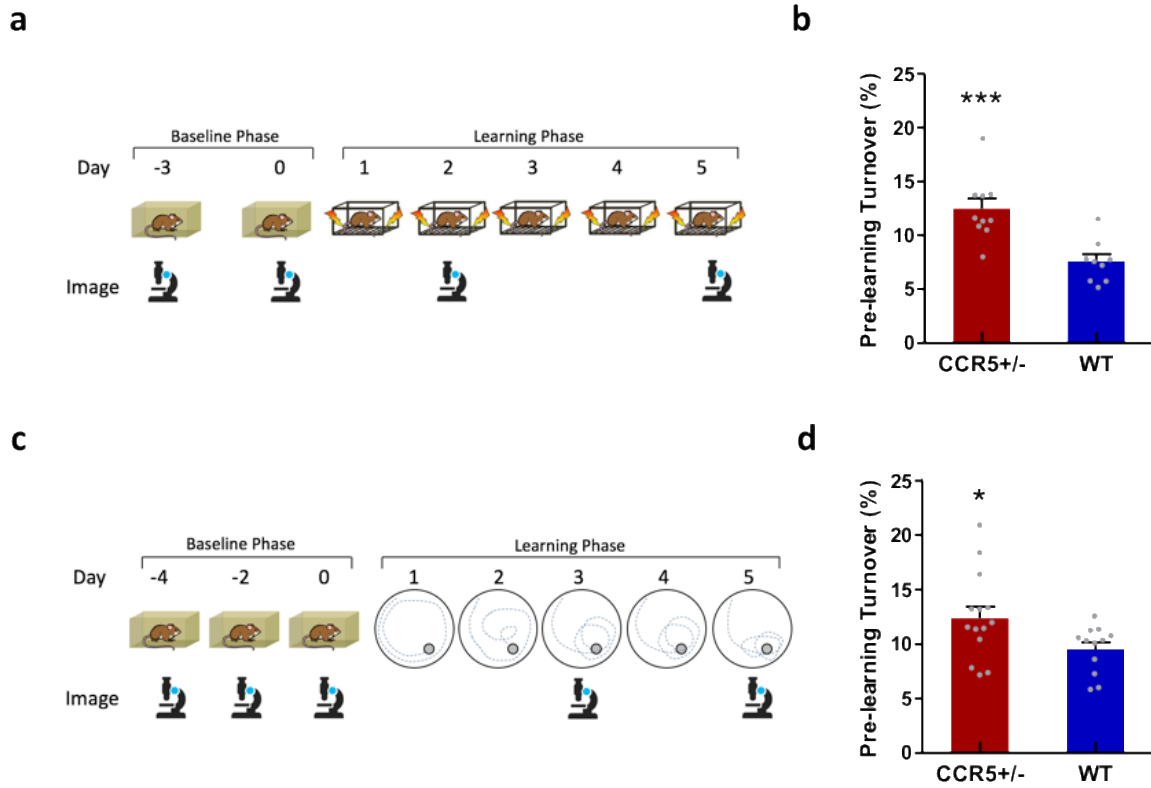 a
Baseline Phase Learning Phase
Day -3 0 1 2 3 4 5
Image
b
Pre-learning Turnover (%)
25
20
15
10
5
0
***
CCR5+/- WT
c
Baseline Phase Learning Phase
Day -4 -2 0 1 2 3 4 5
Image
d
Pre-learning Turnover (%)
25
20
15
10
5
0
*
CCR5+/- WT